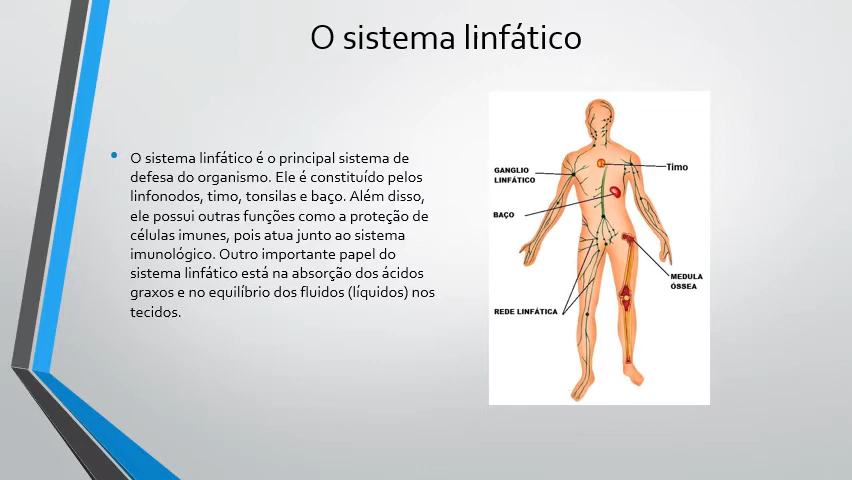 O sistema linfático
O sistema linfático é o principal sistema de
defesa do organismo. Ele é constituído pelos
linfonodos, timo, tonsilas e baço. Além disso,
ele possui outras funções como a proteção de
células imunes, pois atua junto ao sistema
imunológico. Outro importante papel do
sistema linfático está na absorção dos ácidos
graxos e no equilíbrio dos fluidos (líquidos) nos
tecidos.
GANGLIO
LINFÁTICO
Timo
BAÇO
MEDULA
ÓSSEA
REDE LINFÁTICA